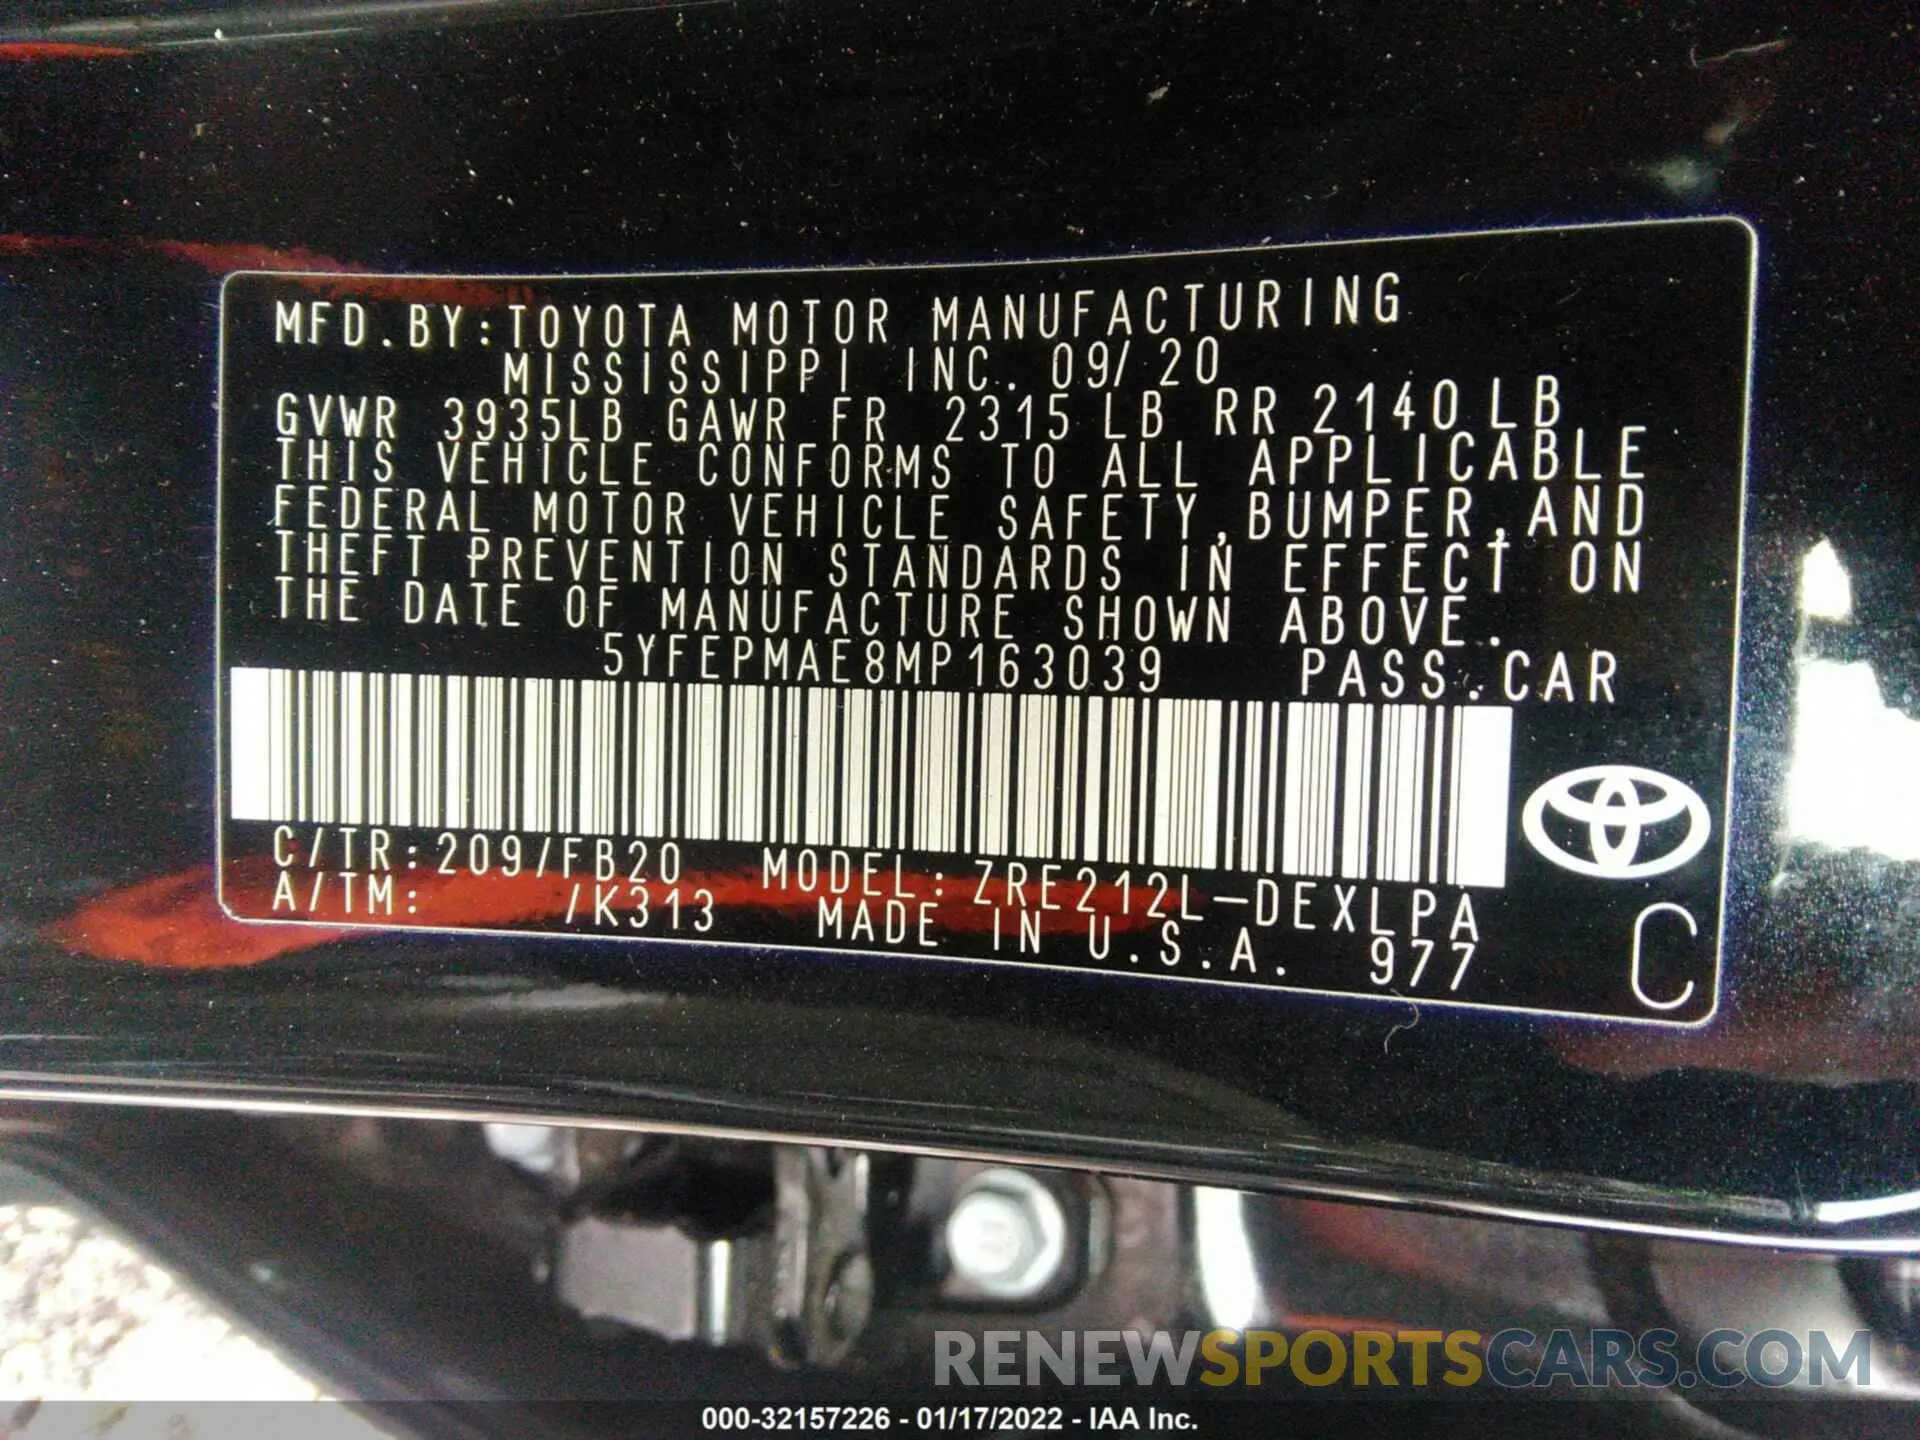 MFD.BY:TOYOTA MOTOR MANUFACTURING
MISSISSIPPI INC. 09/20
GVWR 3935LB GAWR FR 2315LB RR 2140LB
THIS VEHICLE CONFORMS TO ALL APPLICABLE
FEDERAL MOTOR VEHICLE SAFETY,BUMPER,AND
THEFT PREVENTION STANDARDS IN EFFECT ON
THE DATE OF MANUFACTURE SHOWN ABOVE.
5YFEPMAE8MP163039 PASS.CAR
C/TR:209/FB20 MODEL:ZRE212L-DEXLPA
A/TM: /K313 MADE IN U.S.A. 977
C
RENEWSPORTSCARS.COM
000-32157226 - 01/17/2022 - IAA Inc.